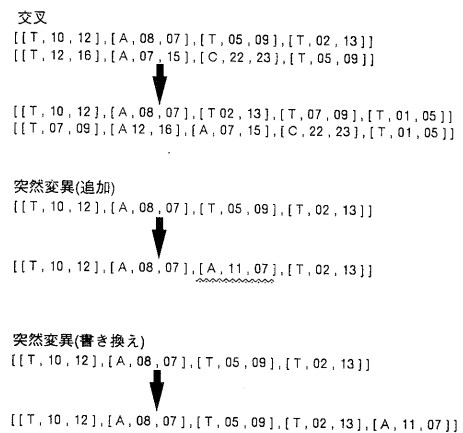 交叉
[[T,10,12],[A,08,07],[T,05,09],[T,02,13]]
[[T,12,16],[A,07,15],[C,22,23],[T,05,09]]
[[T,10,12],[A,08,07],[T02,13],[T,07,09],[T,01,05]]
[[T,07,09],[A12,16],[A,07,15],[C,22,23],[T,01,05]]
突然変異(追加)
[[T,10,12],[A,08,07],[T,05,09],[T,02,13]]
[[T,10,12],[A,08,07],[A,11,07],[T,02,13]]
突然変異(書き換え)
[[T,10,12],[A,08,07],[T,05,09],[T,02,13]]
[[T,10,12],[A,08,07],[T,05,09],[T,02,13],[A,11,07]]